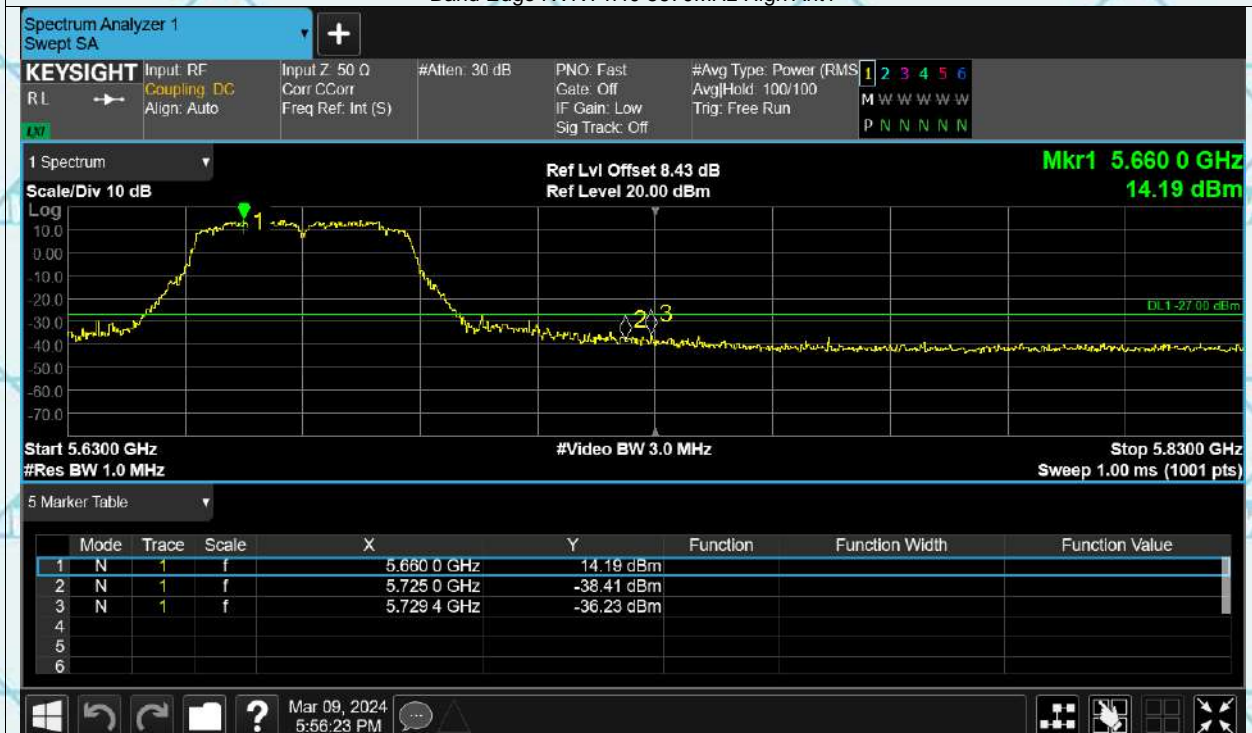 Spectrum Analyzer 1
Swept SA
+
KEYSIGHT Input: RF Input Z: 50 Ω #Atten: 30 dB PNO: Fast #Avg Type: Power (RMS 1 2 3 4 5 6
RL Coupling: DC Corr CCorr Gate: Off Avg|Hold: 100/100 M W W W W W
Align: Auto Freq Ref: Int (S) IF Gain: Low Trig: Free Run
LXI Sig Track: Off P N N N N N
1 Spectrum Ref Lvl Offset 8.43 dB Mkr1 5.660 0 GHz
Scale/Div 10 dB Ref Level 20.00 dBm 14.19 dBm
Log
1
10.0
0.00
-10.0
-20.0
DL1 -27.00 dBm
-30.0
2 3
-40.0
-50.0
-60.0
-70.0
Start 5.6300 GHz #Video BW 3.0 MHz Stop 5.8300 GHz
#Res BW 1.0 MHz Sweep 1.00 ms (1001 pts)
5 Marker Table
Mode Trace Scale X Y Function Function Width Function Value
1 N 1 f 5.660 0 GHz 14.19 dBm
2 N 1 f 5.725 0 GHz -38.41 dBm
3 N 1 f 5.729 4 GHz -36.23 dBm
4
5
6
? Mar 09, 2024
5:56:23 PM